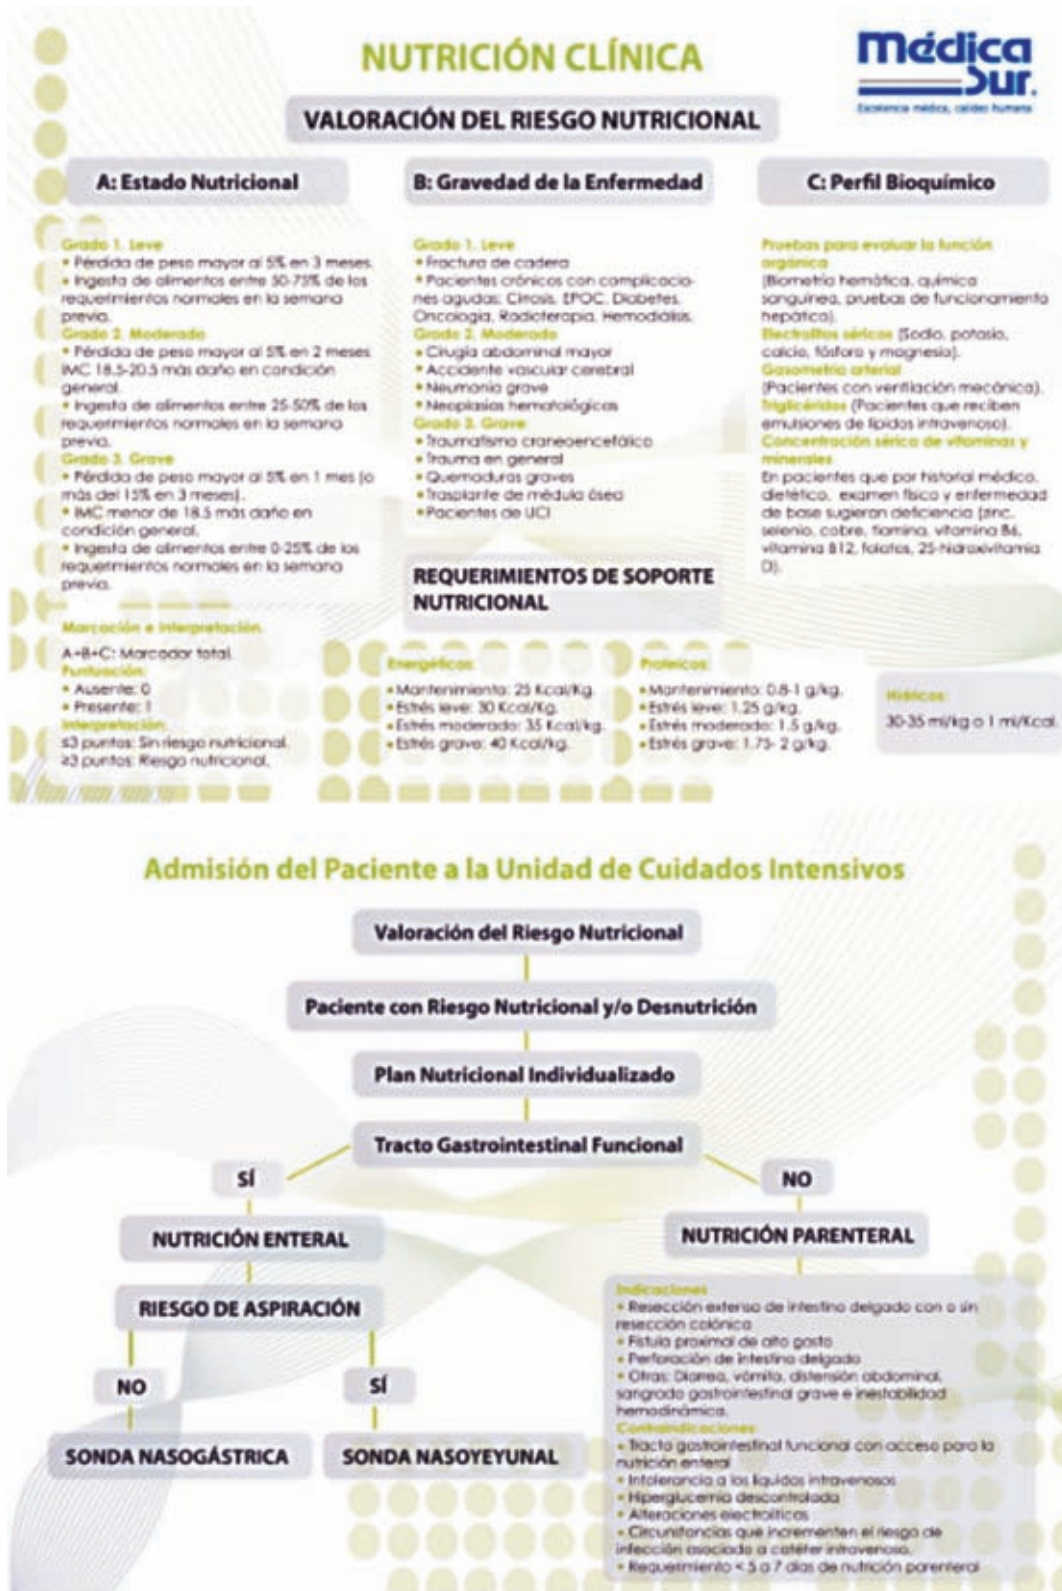 NUTRICIÓN CLÍNICA
Médica
Sur.
Excelencia médica, calidez humana
VALORACIÓN DEL RIESGO NUTRICIONAL
A: Estado Nutricional
Grado 1. Leve
• Pérdida de peso mayor al 5% en 3 meses.
• Ingesta de alimentos entre 50-75% de los
requerimientos normales en la semana
previa.
Grado 2. Moderado
• Pérdida de peso mayor al 5% en 2 meses
IMC 18.5-20.5 más daño en condición
general.
• Ingesta de alimentos entre 25-50% de los
requerimientos normales en la semana
previa.
Grado 3. Grave
• Pérdida de peso mayor al 5% en 1 mes (o
más del 15% en 3 meses).
• IMC menor de 18.5 más daño en
condición general.
• Ingesta de alimentos entre 0-25% de los
requerimientos normales en la semana
previa.
B: Gravedad de la Enfermedad
Grado 1. Leve
• Fractura de cadera
• Pacientes crónicos con complicacio-
nes agudas: Cirrosis, EPOC, Diabetes,
Oncología, Radioterapia, Hemodiálisis.
Grado 2. Moderado
• Cirugía abdominal mayor
• Accidente vascular cerebral
• Neumonía grave
• Neoplasias hematológicas
Grado 3. Grave
• Traumatismo craneoencefálico
• Trauma en general
• Quemaduras graves
• Trasplante de médula ósea
• Pacientes de UCI
C: Perfil Bioquímico
Pruebas para evaluar la función
orgánica
(Biometría hemática, química
sanguínea, pruebas de funcionamiento
hepático).
Electrolitos séricos (Sodio, potasio,
calcio, fósforo y magnesio).
Gasometría arterial
(Pacientes con ventilación mecánica).
Triglicéridos (Pacientes que reciben
emulsiones de lípidos intravenoso).
Concentración sérica de vitaminas y
minerales
En pacientes que por historial médico,
dietético, examen físico y enfermedad
de base sugieran deficiencia (zinc,
selenio, cobre, tiamina, vitamina B6,
vitamina B12, folatos, 25-hidroxivitamia
D).
Marcación e interpretación
A+B+C: Marcador total.
Puntuación:
• Ausente: 0
• Presente: 1
Interpretación:
≤3 puntos: Sin riesgo nutricional.
≥3 puntos: Riesgo nutricional.
REQUERIMIENTOS DE SOPORTE
NUTRICIONAL
Energéticos:
• Mantenimiento: 25 Kcal/Kg.
• Estrés leve: 30 Kcal/Kg.
• Estrés moderado: 35 Kcal/kg.
• Estrés grave: 40 Kcal/kg.
Proteicos:
• Mantenimiento: 0.8-1 g/kg.
• Estrés leve: 1.25 g/kg.
• Estrés moderado: 1.5 g/kg.
• Estrés grave: 1.75- 2 g/kg.
Hídricos:
30-35 ml/kg o 1 ml/Kcal.
Admisión del Paciente a la Unidad de Cuidados Intensivos
Valoración del Riesgo Nutricional
Paciente con Riesgo Nutricional y/o Desnutrición
Plan Nutricional Individualizado
Tracto Gastrointestinal Funcional
SÍ
NUTRICIÓN ENTERAL
RIESGO DE ASPIRACIÓN
NO
SÍ
SONDA NASOGÁSTRICA
SONDA NASOYEYUNAL
NO
NUTRICIÓN PARENTERAL
Indicaciones
• Resección extensa de intestino delgado con o sin
resección colónica
• Fístula proximal de alto gasto
• Perforación de intestino delgado
• Otras: Diarrea, vómito, distensión abdominal,
sangrado gastrointestinal grave e inestabilidad
hemodinámica.
Contraindicaciones
• Tracto gastrointestinal funcional con acceso para la
nutrición enteral
• Intolerancia a los líquidos intravenosos
• Hiperglucemia descontrolada
• Alteraciones electrolíticas
• Circunstancias que incrementen el riesgo de
infección asociado a catéter intravenoso.
• Requerimiento < 5 a 7 días de nutrición parenteral